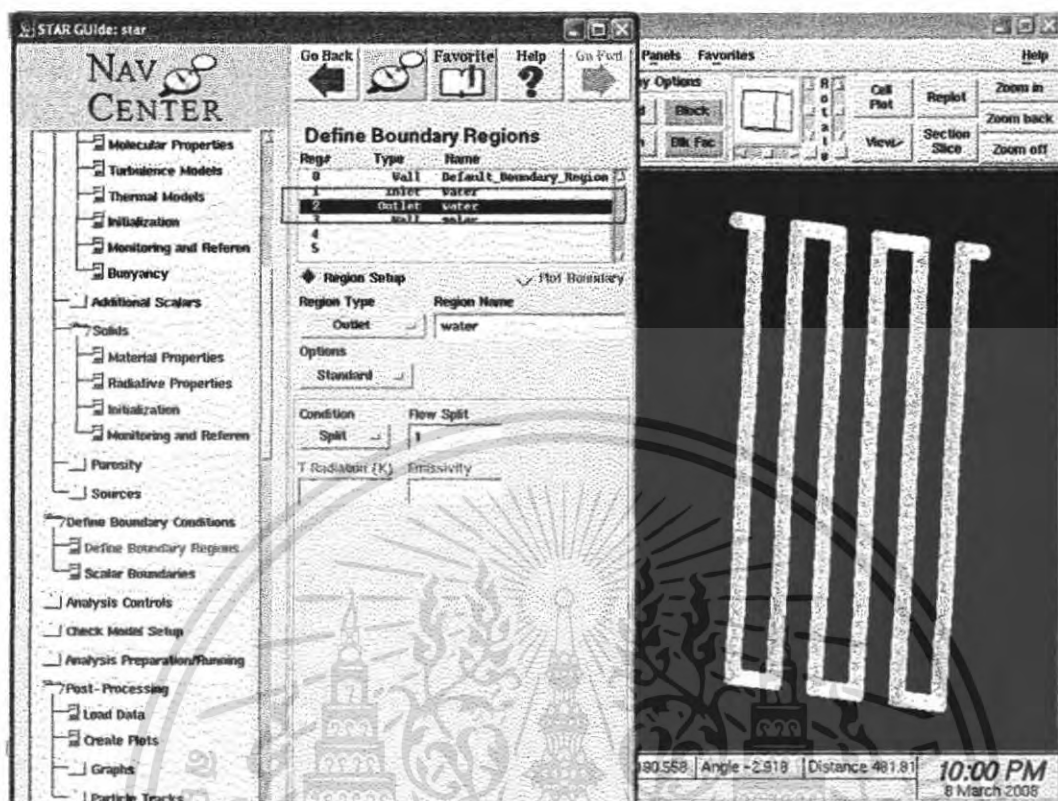 STAR GUIde: star
NAV CENTER
Go Back
Favorite
Help
Go Fwd
Molecular Properties
Turbulence Models
Thermal Models
Initialization
Monitoring and Referen
Buoyancy
Additional Scalars
Solids
Material Properties
Radiative Properties
Initialization
Monitoring and Referen
Porosity
Sources
Define Boundary Conditions
Define Boundary Regions
Scalar Boundaries
Analysis Controls
Check Model Setup
Analysis Preparation/Running
Post-Processing
Load Data
Create Plots
Graphs
Particle Tracks
Define Boundary Regions
Reg# Type Name
0 Wall Default_Boundary_Region
1 Inlet water
2 Outlet water
3 Wall solar
4
5
Region Setup
Plot Boundary
Region Type
Region Name
Outlet
water
Options
Standard
Condition
Flow Split
Split
1
T Radiation (K)
Emissivity
Panels Favorites Help
y Options
Block
Blk Fac
Rotate
Cell Plot
Replot
Zoom in
Zoom back
View
Section Slice
Zoom off
Angle -2.918
Distance 481.81
10:00 PM
8 March 2008